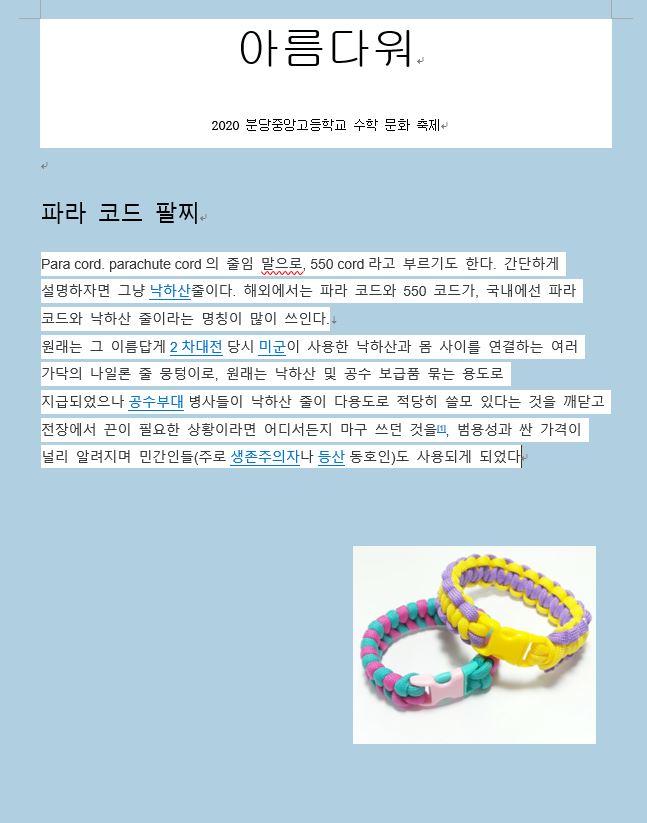 아름다워
2020 분당중앙고등학교 수학 문화 축제
파라 코드 팔찌
Para cord. parachute cord 의 줄임 말으로, 550 cord 라고 부르기도 한다. 간단하게
설명하자면 그냥 낙하산줄이다. 해외에서는 파라 코드와 550 코드가, 국내에선 파라
코드와 낙하산 줄이라는 명칭이 많이 쓰인다.
원래는 그 이름답게 2 차대전 당시 미군이 사용한 낙하산과 몸 사이를 연결하는 여러
가닥의 나일론 줄 뭉텅이로, 원래는 낙하산 및 공수 보급품 묶는 용도로
지급되었으나 공수부대 병사들이 낙하산 줄이 다용도로 적당히 쓸모 있다는 것을 깨닫고
전장에서 끈이 필요한 상황이라면 어디서든지 마구 쓰던 것을[1], 범용성과 싼 가격이
널리 알려지며 민간인들(주로 생존주의자나 등산 동호인)도 사용되게 되었다